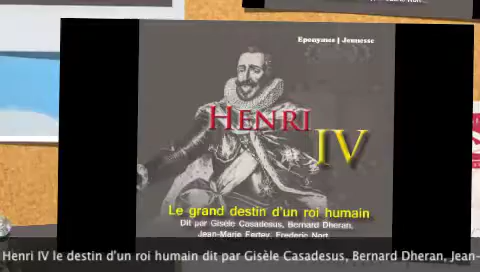 Eponymes | Jeunesse
HENRI
IV
Le grand destin d'un roi humain
Dit par Gisèle Casadesus, Bernard Dheran,
Jean-Marie Fertey, Frederic Nort
Henri IV le destin d'un roi humain dit par Gisèle Casadesus, Bernard Dheran, Jean-